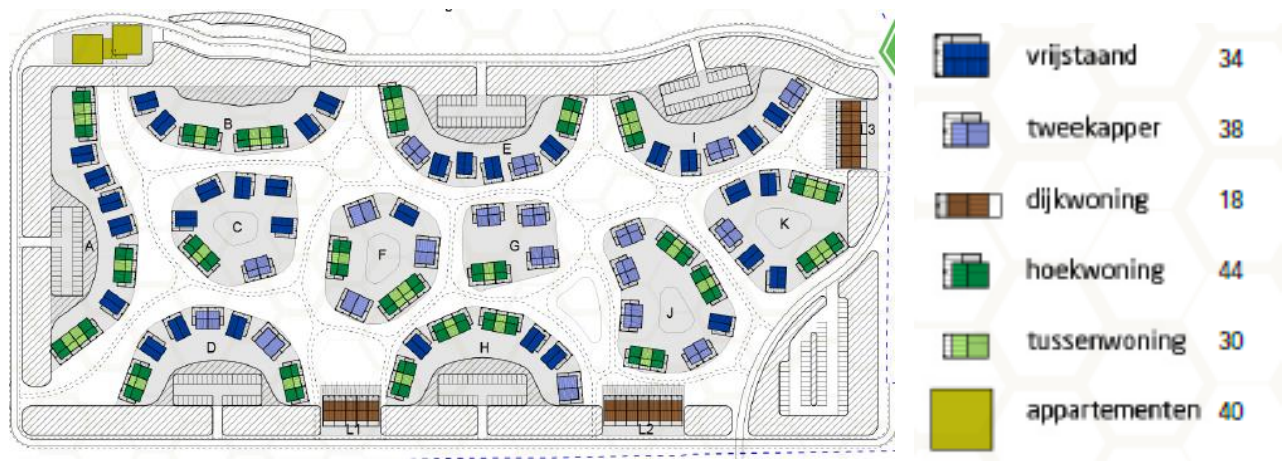 B
E
I
L3
A
C
F
G
K
J
D
H
L1
L2
vrijstaand 34
tweekapper 38
dijkwoning 18
hoekwoning 44
tussenwoning 30
appartementen 40